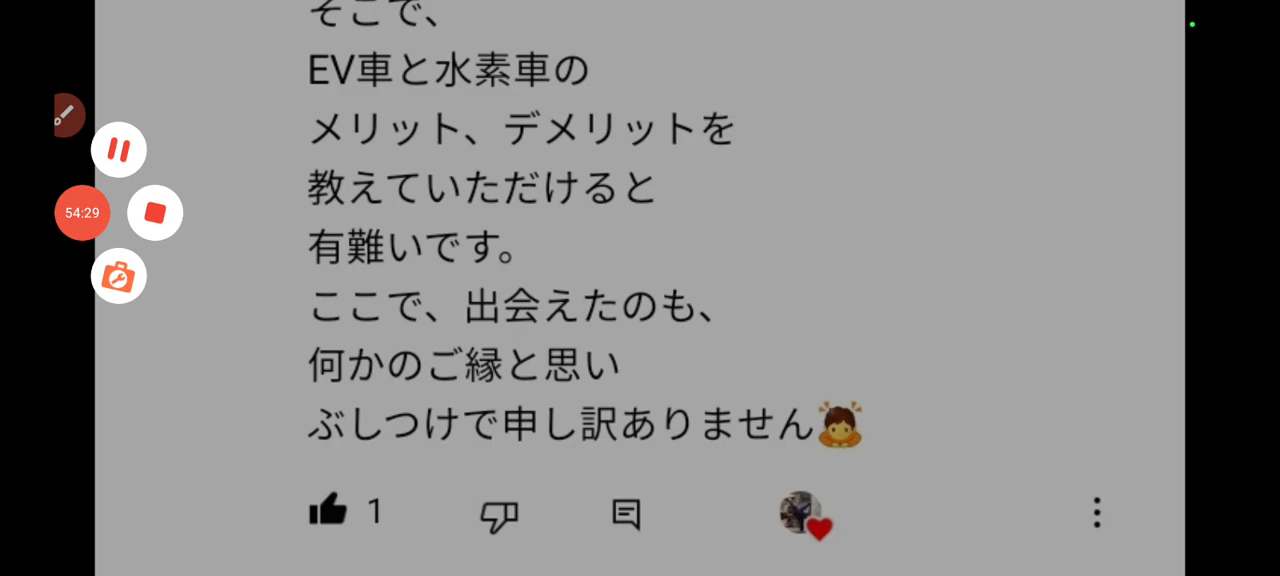 そこで、
EV車と水素車の
メリット、デメリットを
教えていただけると
有難いです。
ここで、出会えたのも、
何かのご縁と思い
ぶしつけで申し訳ありません🙇
1
54:29